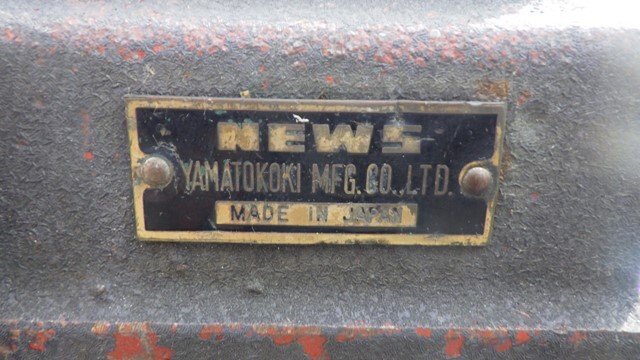 NEWS
YAMATOKOKI MFG. CO., LTD.
MADE IN JAPAN